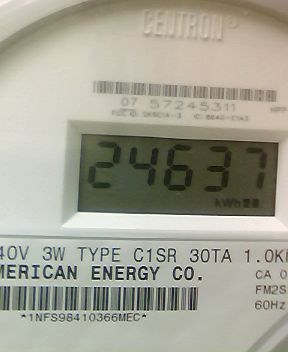 CENTRON®
07 57245311
24637
kWh
40V 3W TYPE C1SR 30TA 1.0K
MERICAN ENERGY CO.
CA 0
FM2S
60Hz
*1NFS98410366MEC*